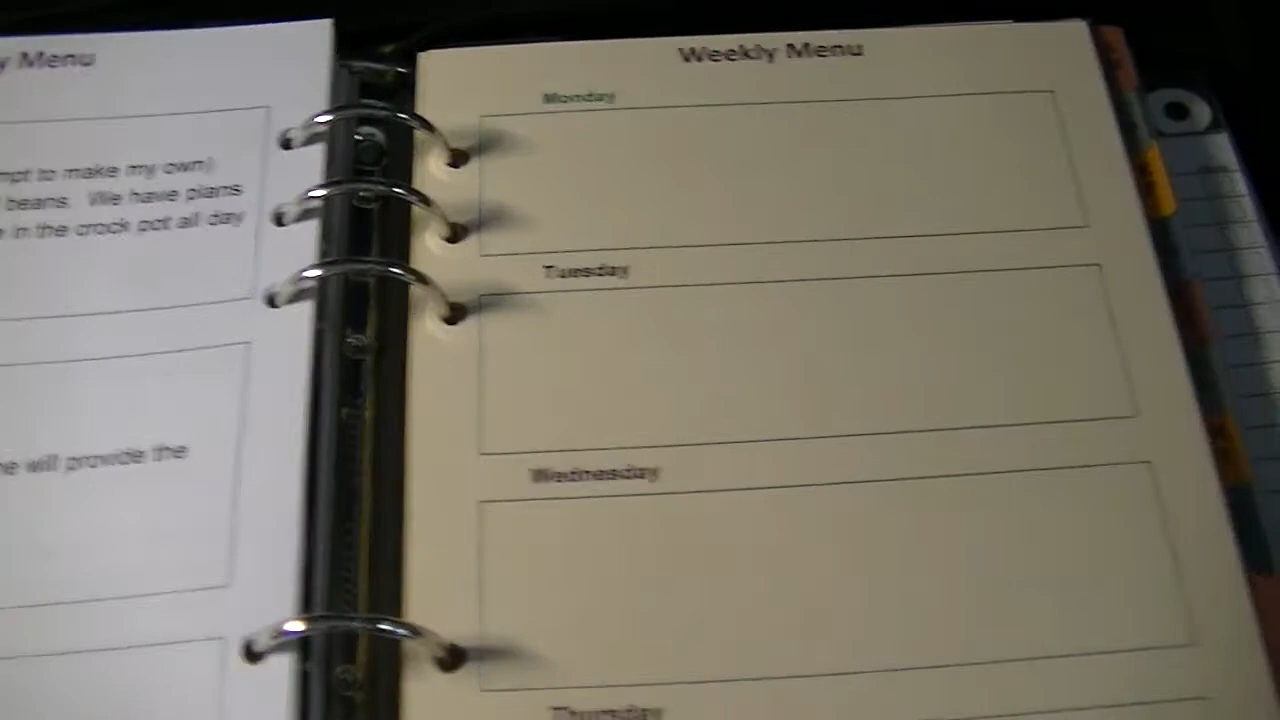 y Menu
mpt to make my own)
beans. We have plans
in the crock pot all day
will provide the
Weekly Menu
Monday
Tuesday
Wednesday
Thursday